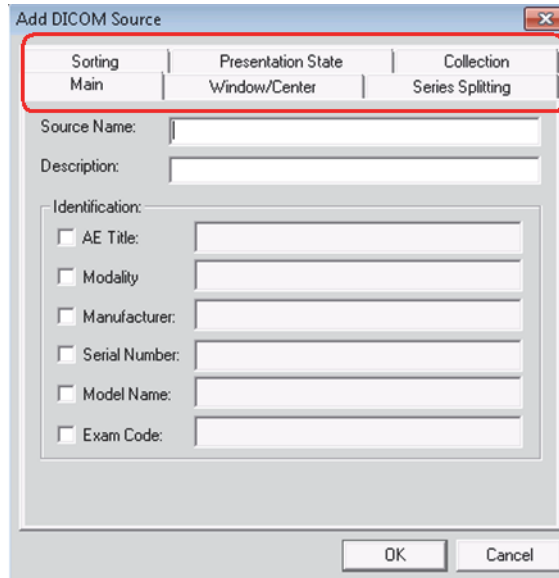 Add DICOM Source
Sorting Presentation State Collection
Main Window/Center Series Splitting
Source Name:
Description:
Identification:
AE Title:
Modality
Manufacturer:
Serial Number:
Model Name:
Exam Code:
OK Cancel